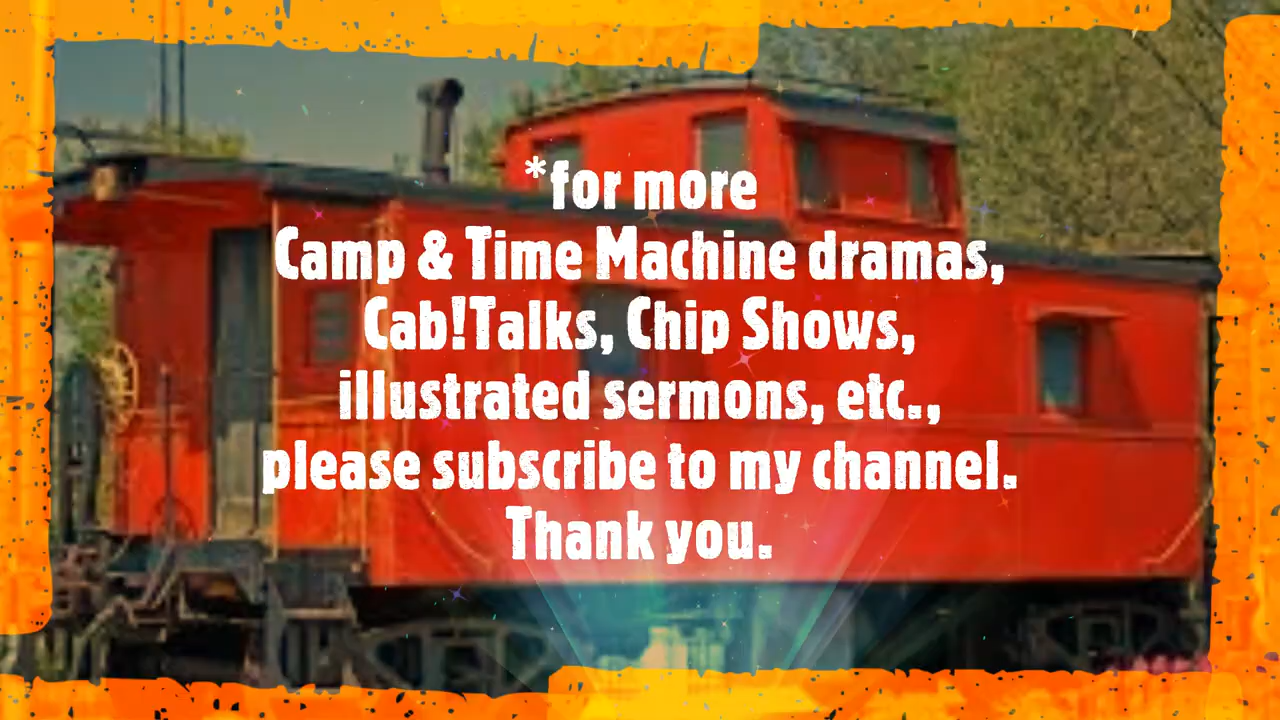 *for more
Camp & Time Machine dramas,
Cab!Talks, Chip Shows,
illustrated sermons, etc.,
please subscribe to my channel.
Thank you.